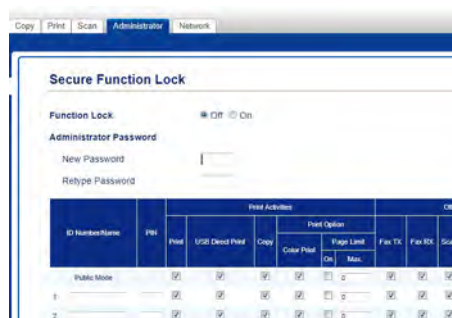 Copy Print Scan Administrator Network
Secure Function Lock
Function Lock Off On
Administrator Password
New Password
Retype Password
Print Activities
Print Option
ID Number/Name PIN Print USB Direct Print Copy Color Print Page Limit Fax TX Fax RX
On Max.
Public Mode 0
1 0
2 0